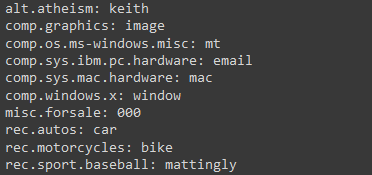 alt.atheism: keith
comp.graphics: image
comp.os.ms-windows.misc: mt
comp.sys.ibm.pc.hardware: email
comp.sys.mac.hardware: mac
comp.windows.x: window
misc.forsale: 000
rec.autos: car
rec.motorcycles: bike
rec.sport.baseball: mattingly